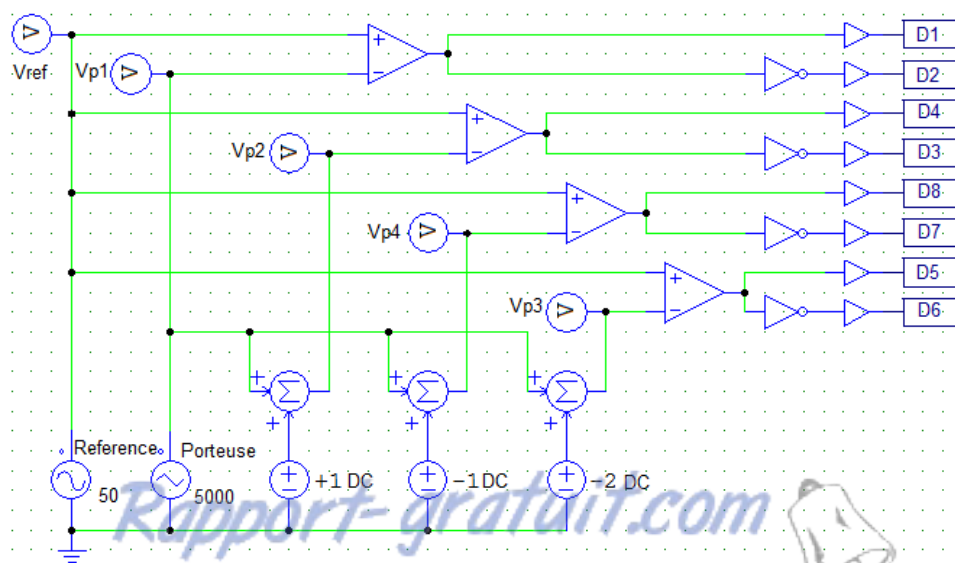 Vref
Vp1
Vp2
Vp4
Vp3
D1
D2
D4
D3
D8
D7
D5
D6
Reference
50
Porteuse
5000
+1 DC
-1 DC
-2 DC
Rapport-gratuit.com